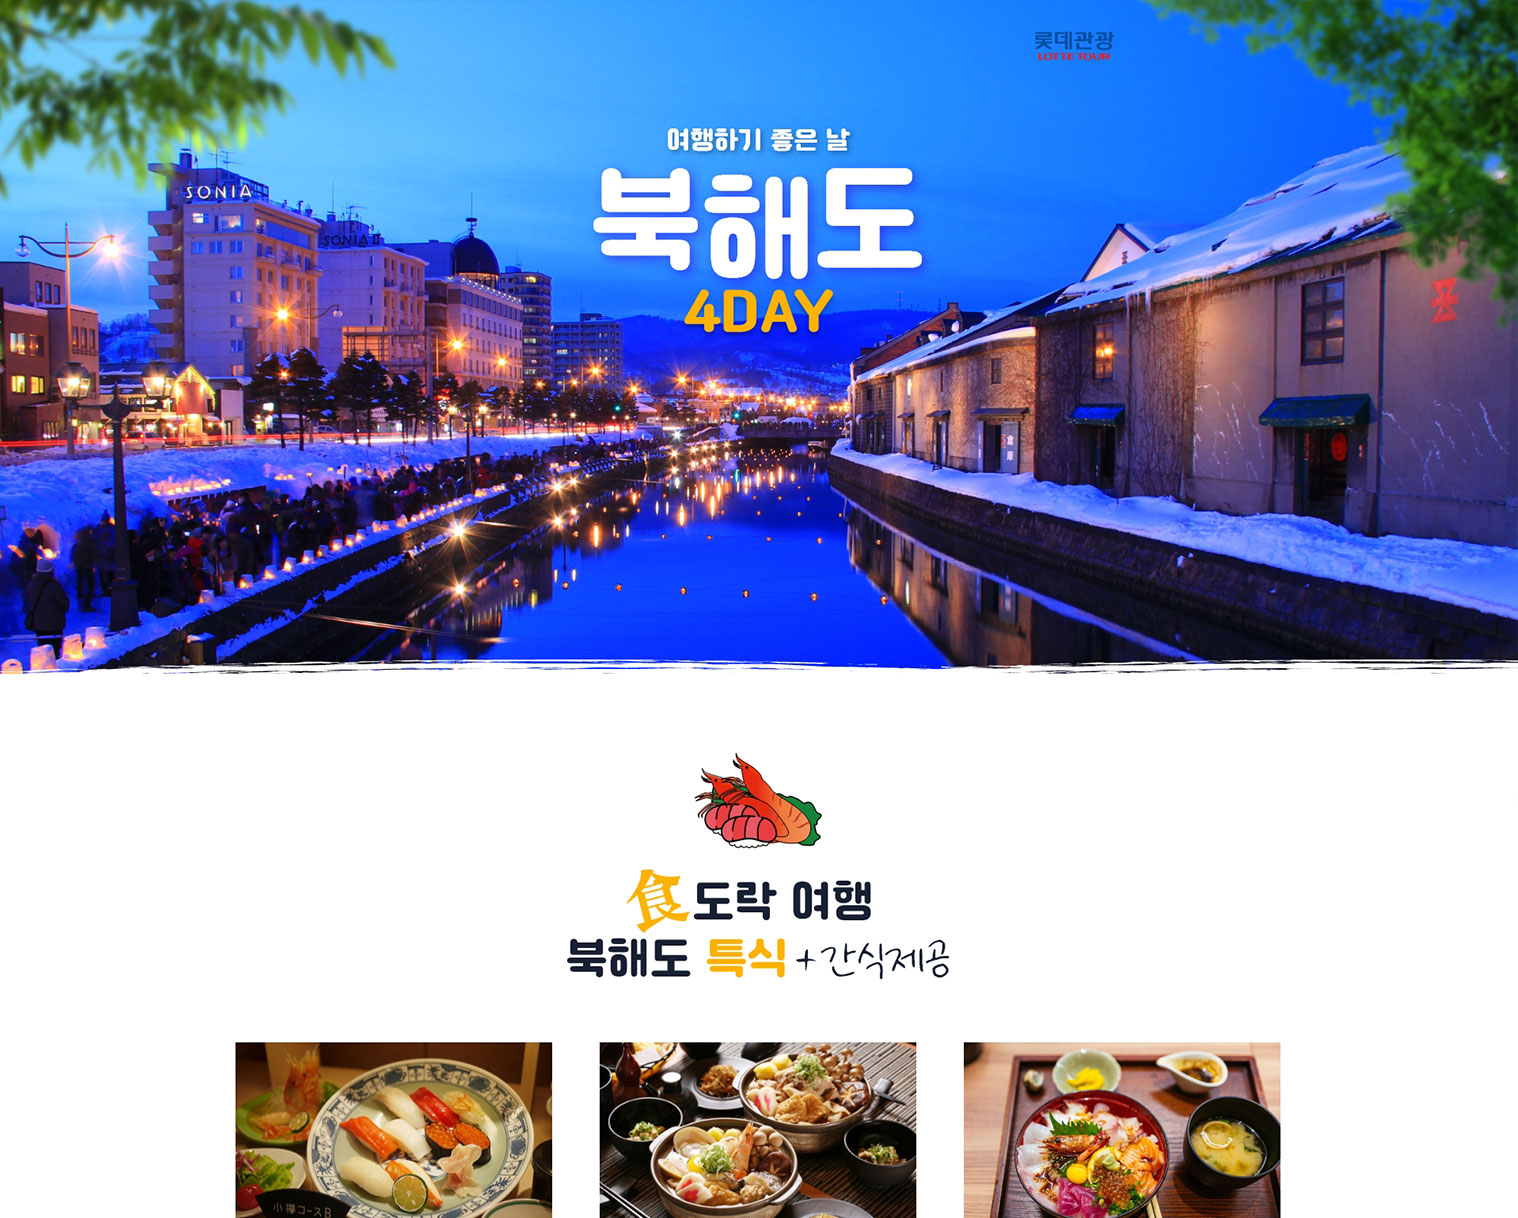 롯데관광
LOTTE TOUR
여행하기 좋은 날
북해도
4DAY
SONIA
SONIA II
食도락 여행
북해도 특식 + 간식제공
小樽コースB